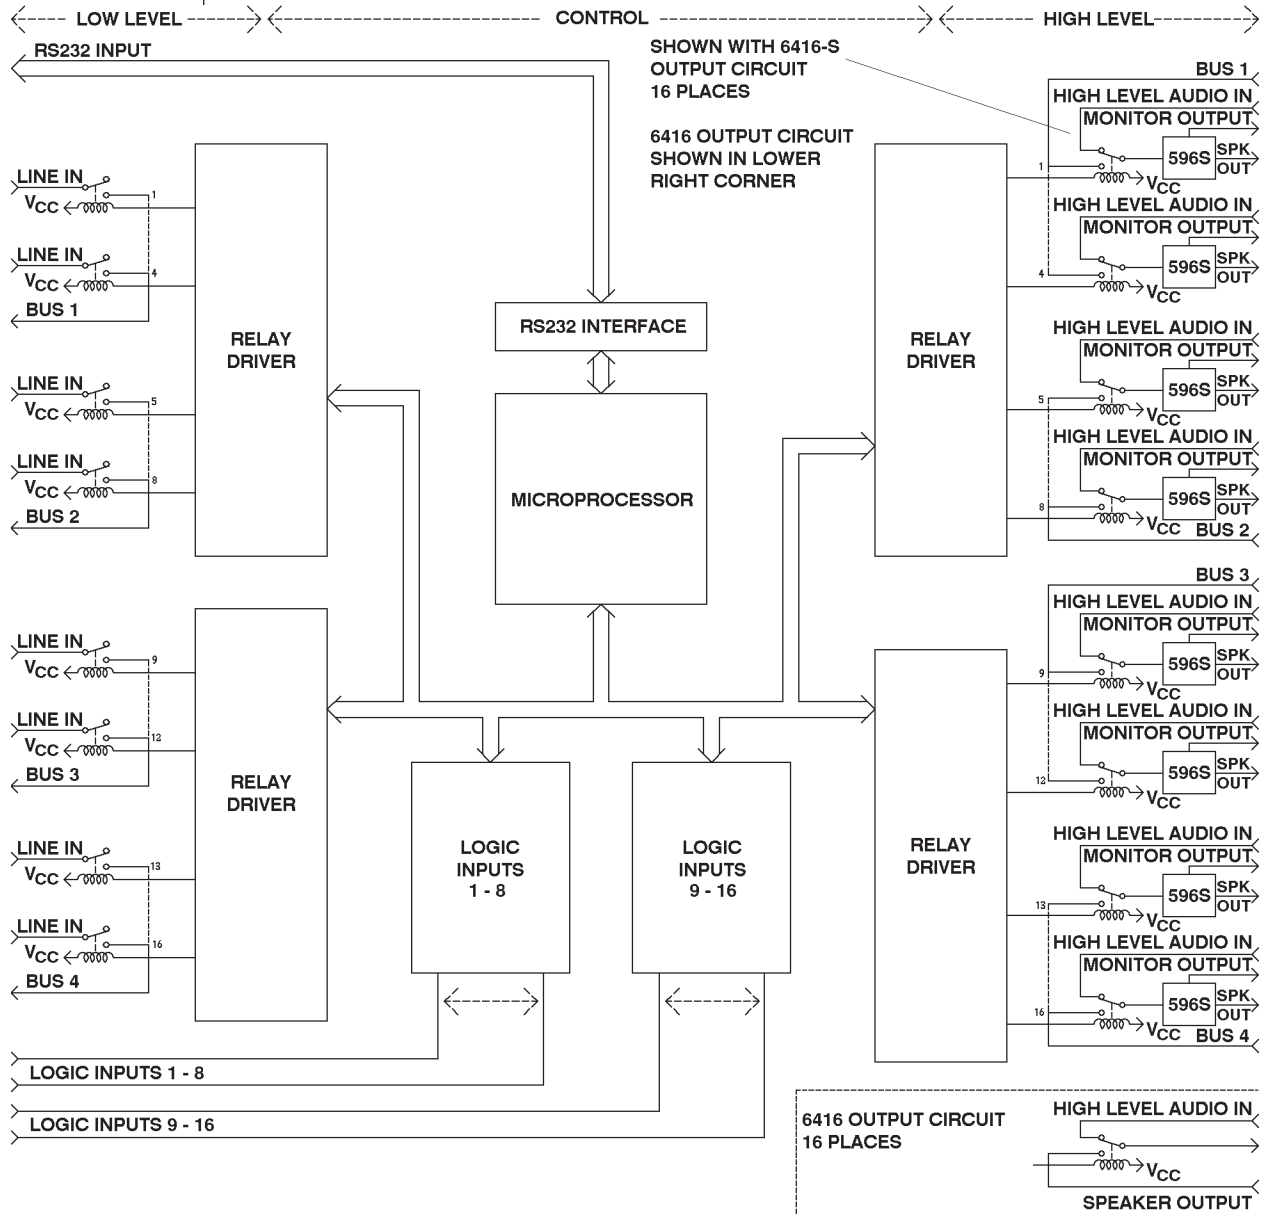 LOW LEVEL
CONTROL
HIGH LEVEL
RS232 INPUT
SHOWN WITH 6416-S
OUTPUT CIRCUIT
16 PLACES
6416 OUTPUT CIRCUIT
SHOWN IN LOWER
RIGHT CORNER
LINE IN
1
VCC
LINE IN
4
VCC
BUS 1
LINE IN
5
VCC
LINE IN
8
VCC
BUS 2
RELAY
DRIVER
LINE IN
9
VCC
LINE IN
12
VCC
BUS 3
LINE IN
13
VCC
LINE IN
16
VCC
BUS 4
RELAY
DRIVER
RS232 INTERFACE
MICROPROCESSOR
LOGIC
INPUTS
1 - 8
LOGIC
INPUTS
9 - 16
LOGIC INPUTS 1 - 8
LOGIC INPUTS 9 - 16
RELAY
DRIVER
BUS 1
HIGH LEVEL AUDIO IN
MONITOR OUTPUT
1
596S
SPK
OUT
VCC
HIGH LEVEL AUDIO IN
MONITOR OUTPUT
4
596S
SPK
OUT
VCC
HIGH LEVEL AUDIO IN
MONITOR OUTPUT
5
596S
SPK
OUT
VCC
HIGH LEVEL AUDIO IN
MONITOR OUTPUT
8
596S
SPK
OUT
VCC
BUS 2
RELAY
DRIVER
BUS 3
HIGH LEVEL AUDIO IN
MONITOR OUTPUT
9
596S
SPK
OUT
VCC
HIGH LEVEL AUDIO IN
MONITOR OUTPUT
12
596S
SPK
OUT
VCC
HIGH LEVEL AUDIO IN
MONITOR OUTPUT
13
596S
SPK
OUT
VCC
HIGH LEVEL AUDIO IN
MONITOR OUTPUT
16
596S
SPK
OUT
VCC
BUS 4
6416 OUTPUT CIRCUIT
16 PLACES
HIGH LEVEL AUDIO IN
VCC
SPEAKER OUTPUT